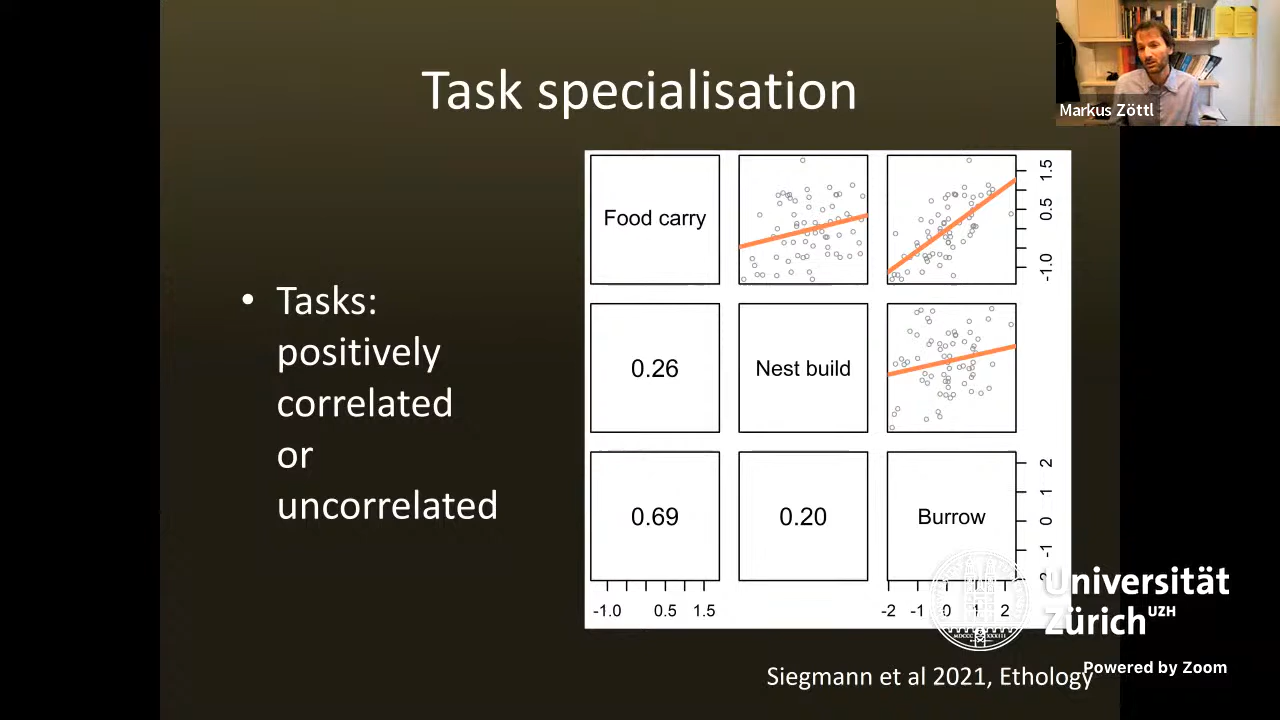 Task specialisation
Markus Zöttl
• Tasks:
positively
correlated
or
uncorrelated
Food carry
1.5
0.5
-1.0
0.26
Nest build
0.69
0.20
Burrow
2
1
0
-1
-1.0 0.5 1.5
-2 -1 0 1 2
Universität
Zürich UZH
Siegmann et al 2021, Ethology
Powered by Zoom